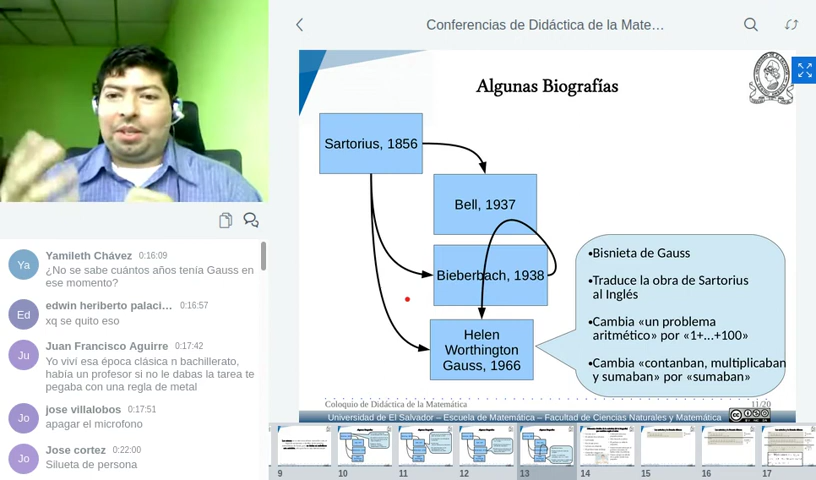 Conferencias de Didáctica de la Mate…
Algunas Biografías
Sartorius, 1856
Bell, 1937
Bieberbach, 1938
Helen
Worthington
Gauss, 1966
•Bisnieta de Gauss
•Traduce la obra de Sartorius
al Inglés
•Cambia «un problema
aritmético» por «1+...+100»
•Cambia «contanban, multiplicaban
y sumaban» por «sumaban»
Coloquio de Didáctica de la Matemática
11/20
Universidad de El Salvador – Escuela de Matemática – Facultad de Ciencias Naturales y Matemática
Ya
Yamileth Chávez 0:16:09
¿No se sabe cuántos años tenía Gauss en
ese momento?
Ed
edwin heriberto palaci... 0:16:57
xq se quito eso
Ju
Juan Francisco Aguirre 0:17:42
Yo viví esa época clásica n bachillerato,
había un profesor si no le dabas la tarea te
pegaba con una regla de metal
Jo
jose villalobos 0:17:51
apagar el microfono
Jo
Jose cortez 0:22:00
Silueta de persona
9
10
11
12
13
14
15
16
17